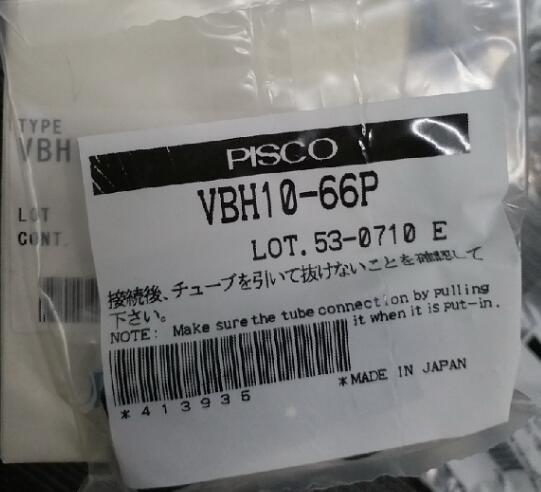 TYPE
VBH
LOT
CONT.
PISCO
VBH10-66P
LOT.53-0710 E
接続後、チューブを引いて抜けないことを確認して
下さい。
NOTE: Make sure the tube connection by pulling
it when it is put-in.
*413935
*MADE IN JAPAN